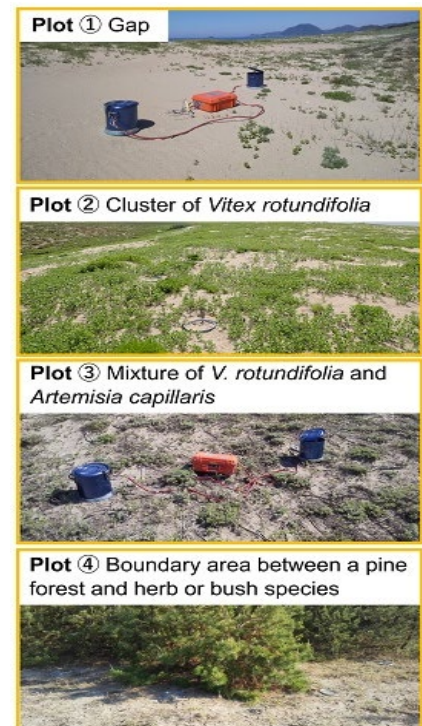 Plot ① Gap
Plot ② Cluster of Vitex rotundifolia
Plot ③ Mixture of V. rotundifolia and
Artemisia capillaris
Plot ④ Boundary area between a pine
forest and herb or bush species